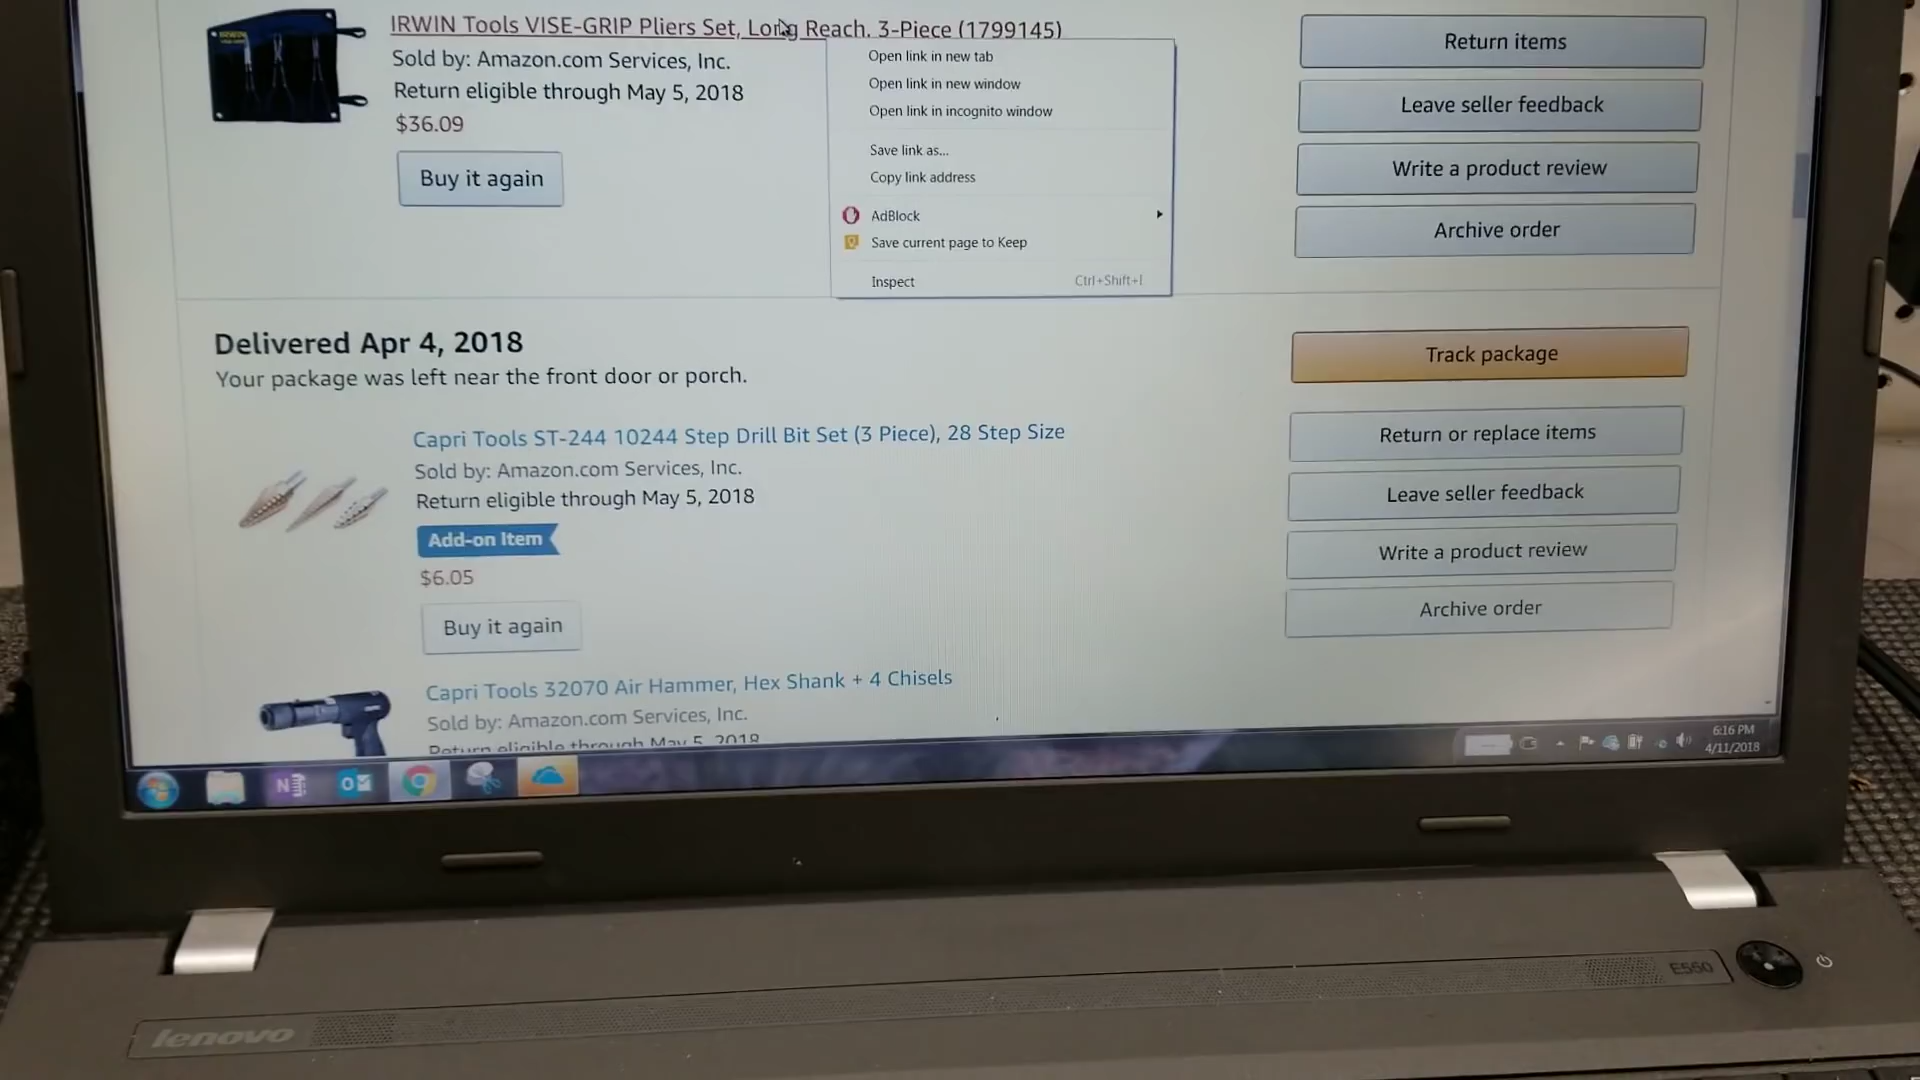 IRWIN Tools VISE-GRIP Pliers Set, Long Reach, 3-Piece (1799145)
Sold by: Amazon.com Services, Inc.
Return eligible through May 5, 2018
$36.09
Buy it again
Open link in new tab
Open link in new window
Open link in incognito window
Save link as...
Copy link address
AdBlock
Save current page to Keep
Inspect Ctrl+Shift+I
Return items
Leave seller feedback
Write a product review
Archive order
Delivered Apr 4, 2018
Your package was left near the front door or porch.
Track package
Capri Tools ST-244 10244 Step Drill Bit Set (3 Piece), 28 Step Size
Sold by: Amazon.com Services, Inc.
Return eligible through May 5, 2018
Add-on Item
$6.05
Buy it again
Return or replace items
Leave seller feedback
Write a product review
Archive order
Capri Tools 32070 Air Hammer, Hex Shank + 4 Chisels
Sold by: Amazon.com Services, Inc.
Return eligible through May 5, 2018
6:16 PM
4/11/2018
E550
lenovo